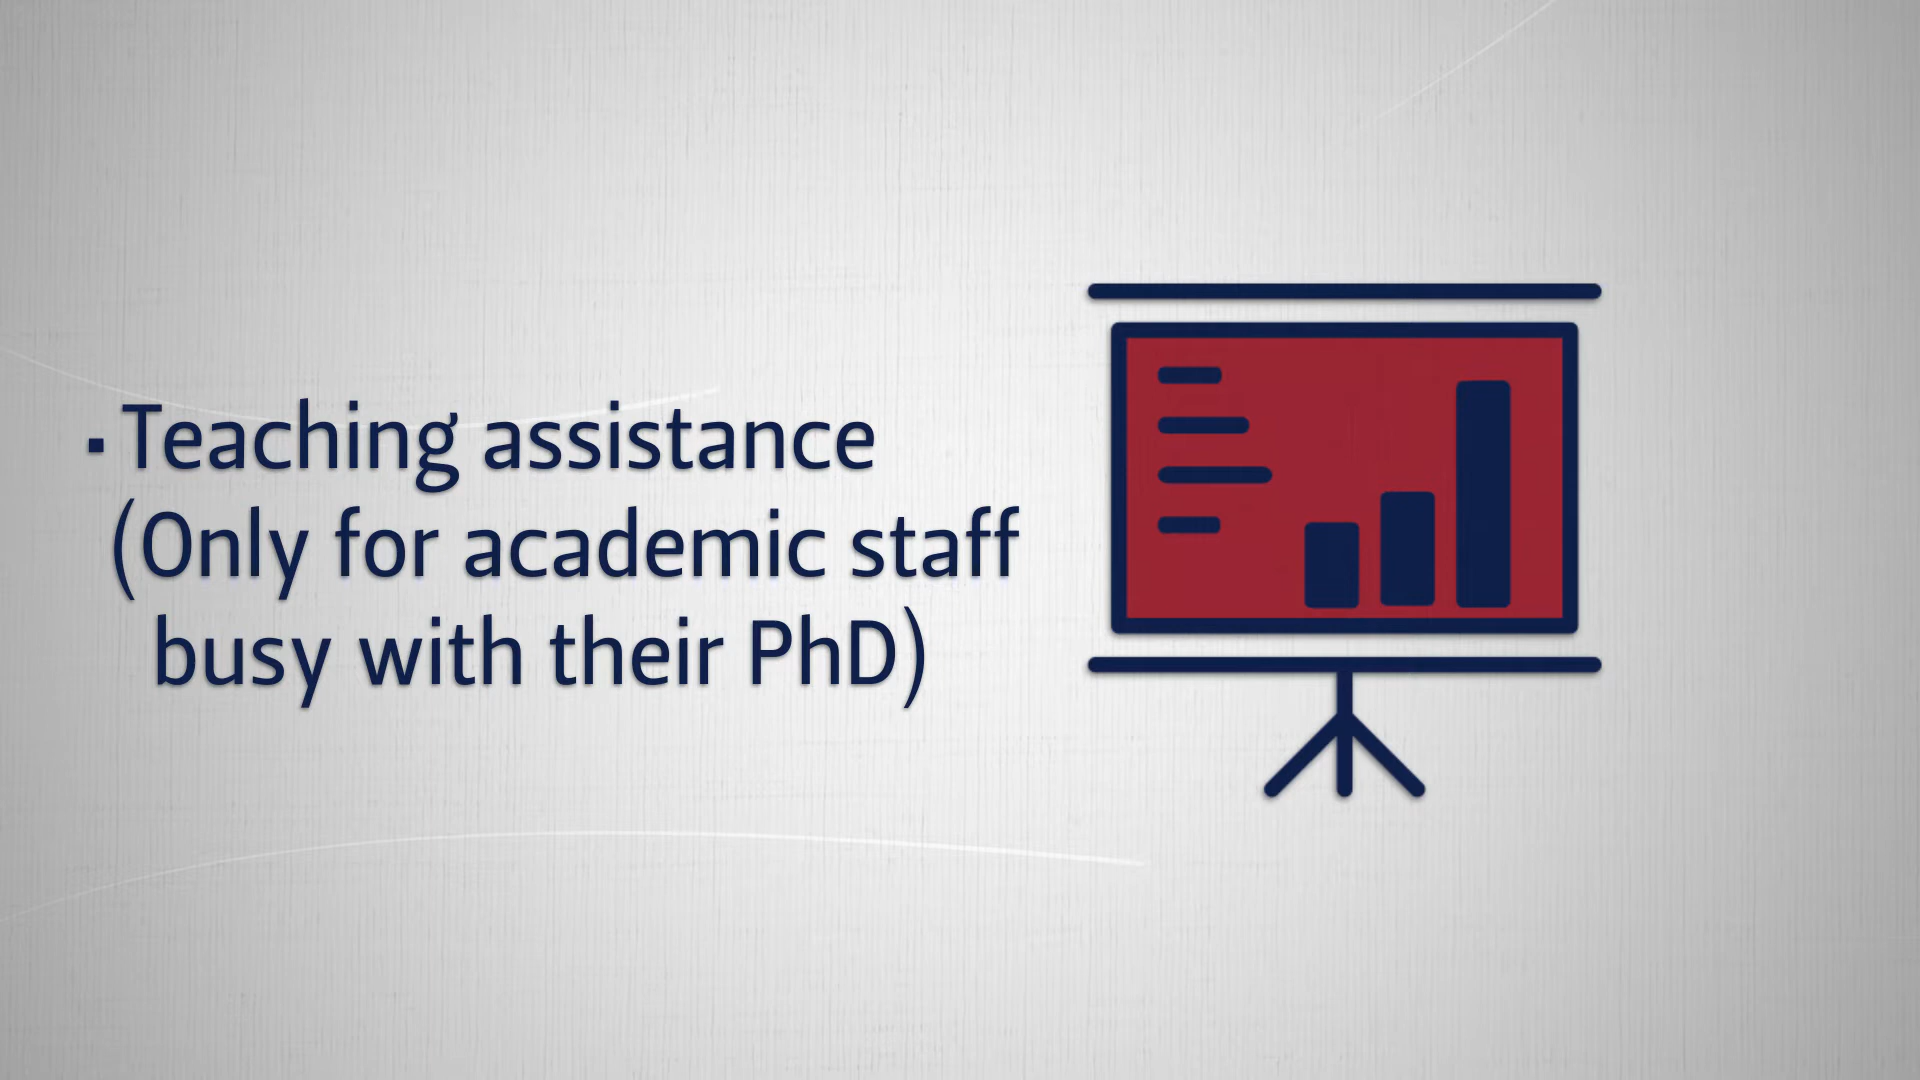 ▪ Teaching assistance
(Only for academic staff
busy with their PhD)